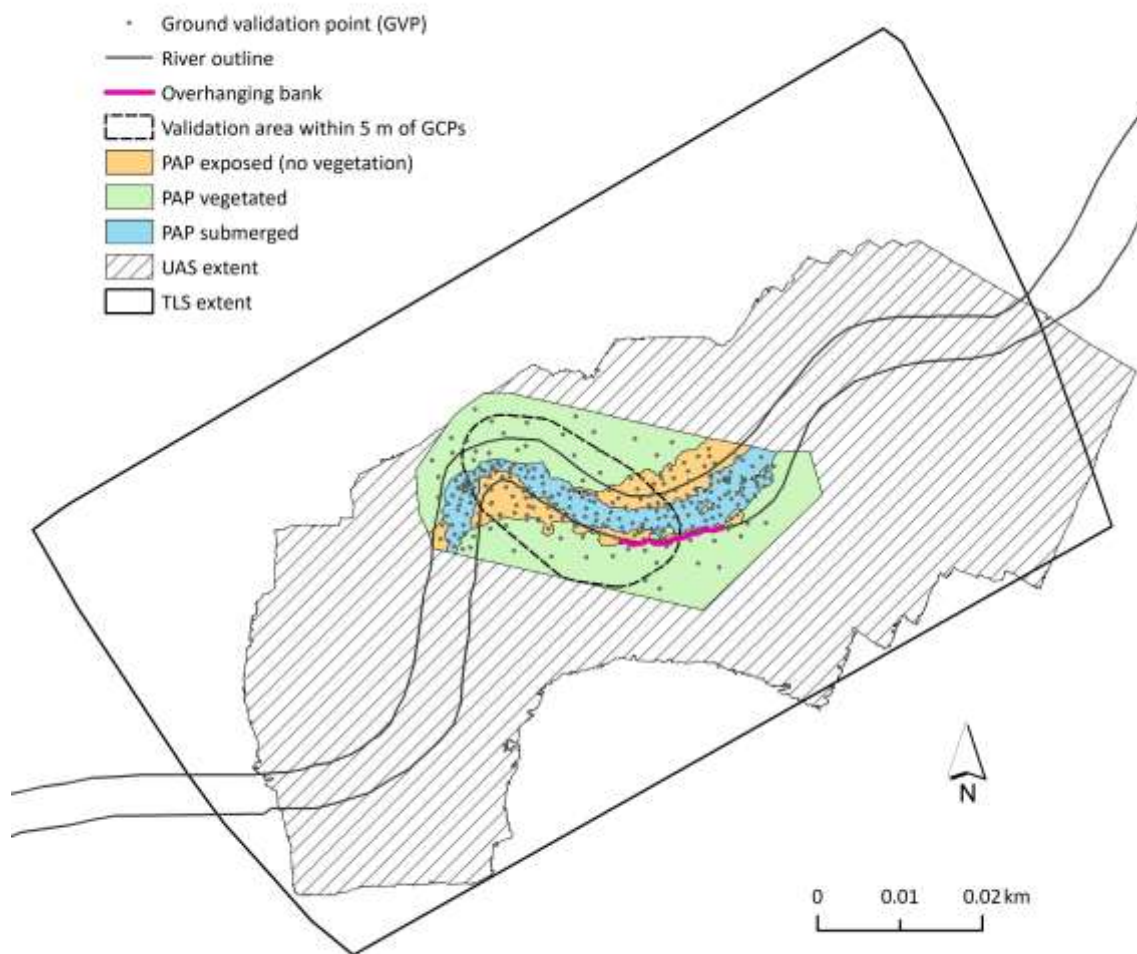 Ground validation point (GVP)
River outline
Overhanging bank
Validation area within 5 m of GCPs
PAP exposed (no vegetation)
PAP vegetated
PAP submerged
UAS extent
TLS extent
N
0 0.01 0.02 km